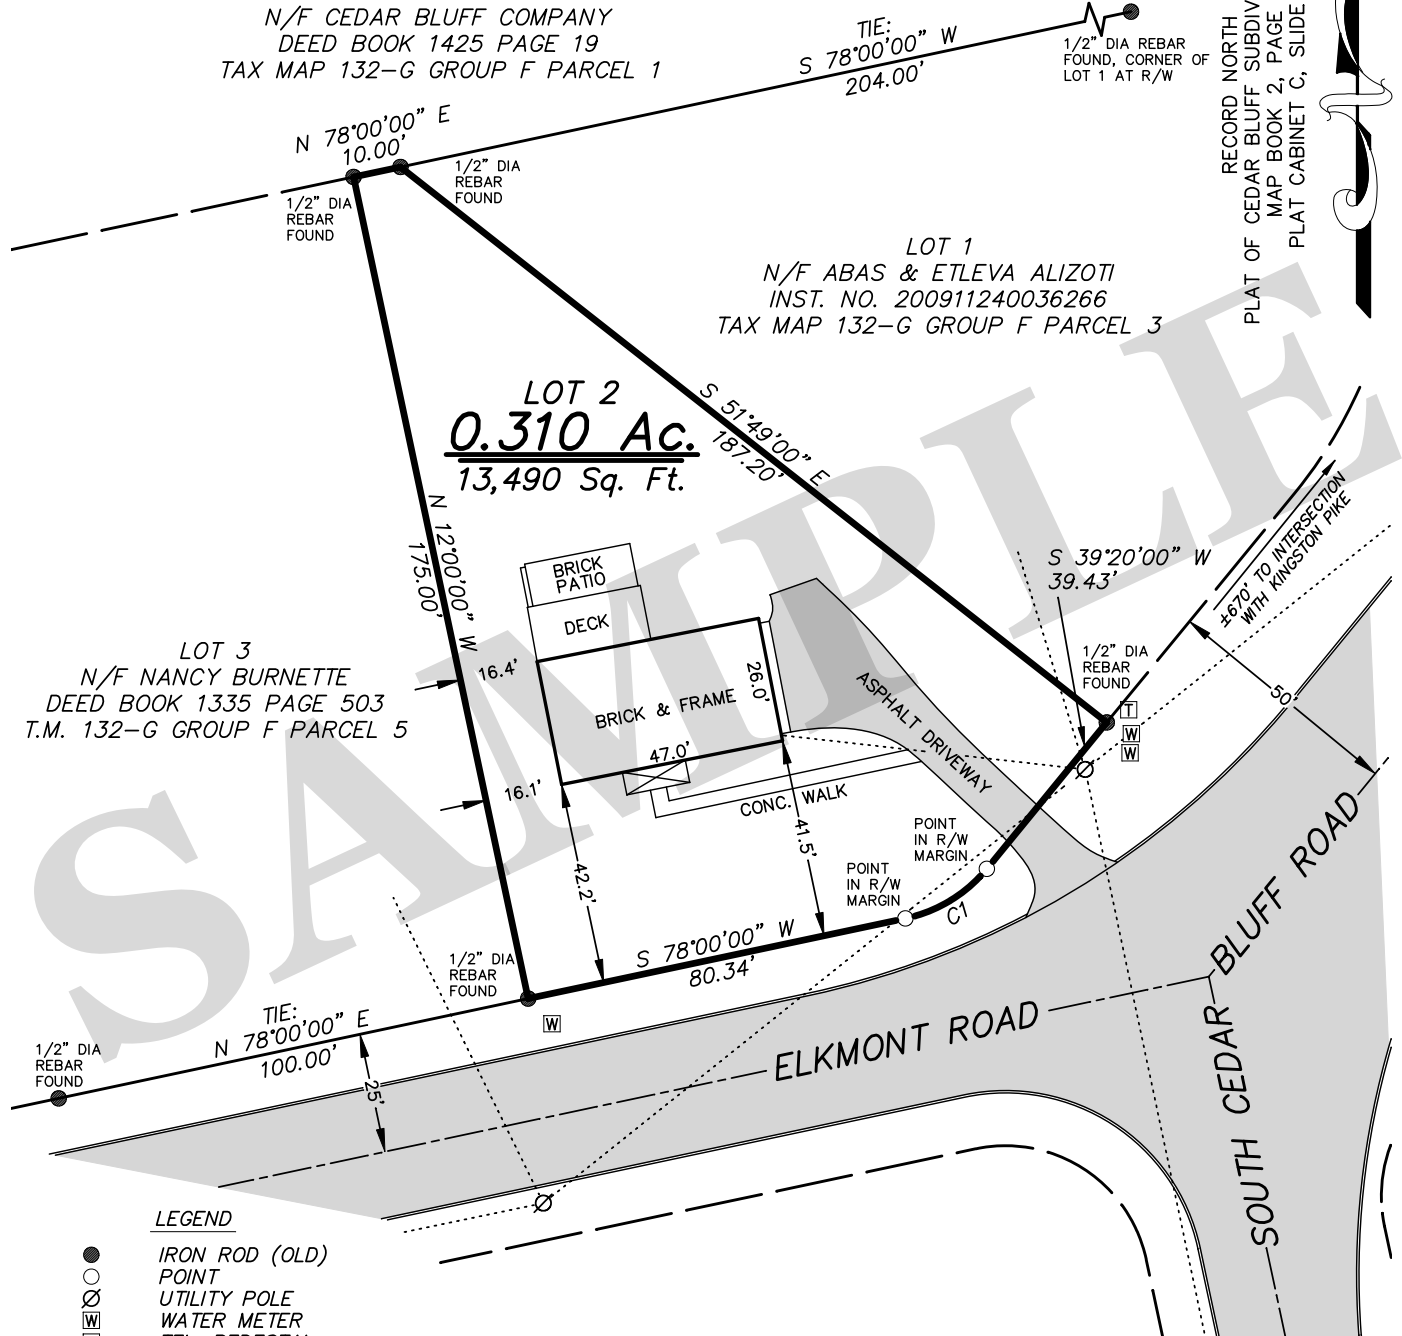 N/F CEDAR BLUFF COMPANY
DEED BOOK 1425 PAGE 19
TAX MAP 132-G GROUP F PARCEL 1
TIE:
S 78°00'00" W
204.00'
1/2" DIA REBAR
FOUND, CORNER OF
LOT 1 AT R/W
RECORD NORTH
PLAT OF CEDAR BLUFF SUBDIV
MAP BOOK 2, PAGE
PLAT CABINET C, SLIDE
N 78°00'00" E
10.00'
1/2" DIA
REBAR
FOUND
1/2" DIA
REBAR
FOUND
LOT 1
N/F ABAS & ETLEVA ALIZOTI
INST. NO. 200911240036266
TAX MAP 132-G GROUP F PARCEL 3
LOT 2
0.310 Ac.
13,490 Sq. Ft.
S 51°49'00" E
187.20'
N 12°00'00" W
175.00'
S 39°20'00" W
39.43'
±670' TO INTERSECTION
WITH KINGSTON PIKE
BRICK
PATIO
DECK
LOT 3
N/F NANCY BURNETTE
DEED BOOK 1335 PAGE 503
T.M. 132-G GROUP F PARCEL 5
16.4'
BRICK & FRAME
26.0'
47.0'
ASPHALT DRIVEWAY
1/2" DIA
REBAR
FOUND
T
W
W
50'
16.1'
CONC. WALK
42.2'
41.5'
POINT
IN R/W
MARGIN
POINT
IN R/W
MARGIN
C1
1/2" DIA
REBAR
FOUND
S 78°00'00" W
80.34'
W
TIE:
N 78°00'00" E
100.00'
1/2" DIA
REBAR
FOUND
25'
ELKMONT ROAD
BLUFF ROAD
SOUTH CEDAR
SAMPLE
LEGEND
IRON ROD (OLD)
POINT
UTILITY POLE
W WATER METER